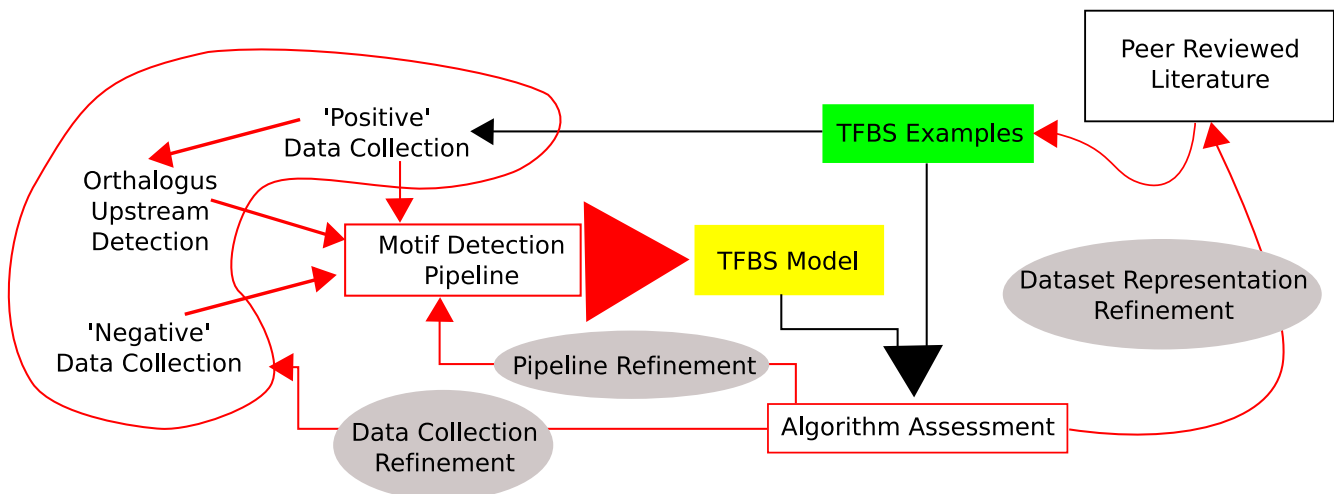 Peer Reviewed
Literature
'Positive'
Data Collection
TFBS Examples
Orthalogus
Upstream
Detection
Motif Detection
Pipeline
TFBS Model
Dataset Representation
Refinement
'Negative'
Data Collection
Pipeline Refinement
Data Collection
Refinement
Algorithm Assessment